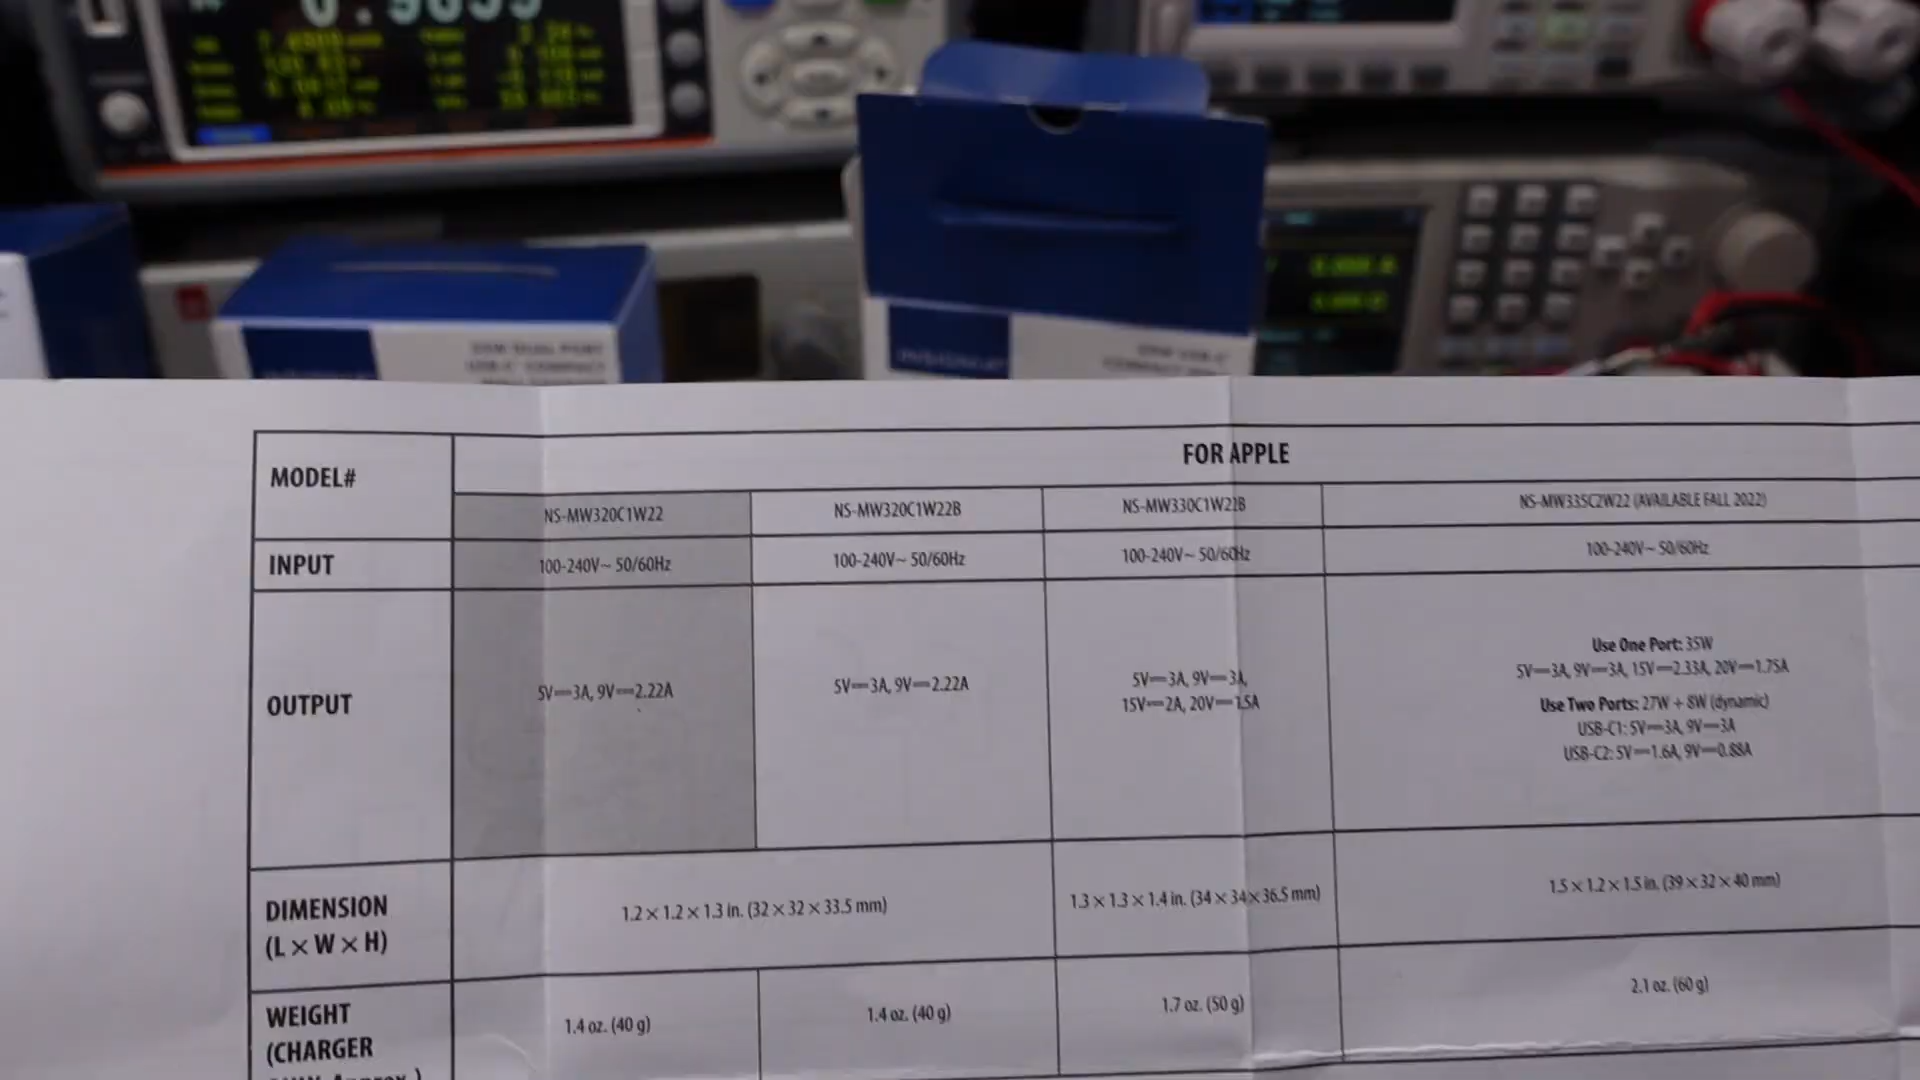 MODEL#
FOR APPLE
NS-MW320C1W22
NS-MW320C1W22B
NS-MW330C1W22B
NS-MW335C2W22 (AVAILABLE FALL 2022)
INPUT
100-240V~ 50/60Hz
100-240V~ 50/60Hz
100-240V~ 50/60Hz
100-240V~ 50/60Hz
OUTPUT
5V⎓3A, 9V⎓2.22A
5V⎓3A, 9V⎓2.22A
5V⎓3A, 9V⎓3A,
15V⎓2A, 20V⎓1.5A
Use One Port: 35W
5V⎓3A, 9V⎓3A, 15V⎓2.33A, 20V⎓1.75A
Use Two Ports: 27W + 8W (dynamic)
USB-C1: 5V⎓3A, 9V⎓3A
USB-C2: 5V⎓1.6A, 9V⎓0.88A
DIMENSION
(L × W × H)
1.2 × 1.2 × 1.3 in. (32 × 32 × 33.5 mm)
1.3 × 1.3 × 1.4 in. (34 × 34 × 36.5 mm)
1.5 × 1.2 × 1.5 in. (39 × 32 × 40 mm)
WEIGHT
(CHARGER
1.4 oz. (40 g)
1.4 oz. (40 g)
1.7 oz. (50 g)
2.1 oz. (60 g)